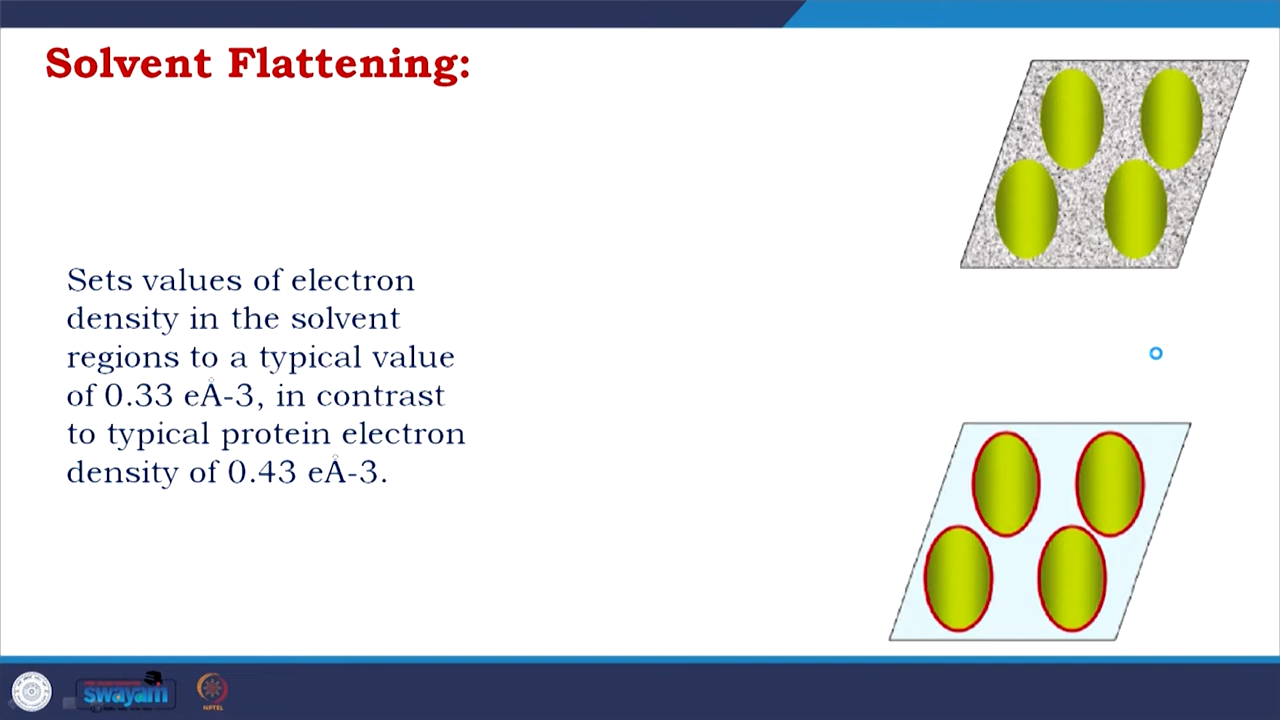 Solvent Flattening:
Sets values of electron
density in the solvent
regions to a typical value
of 0.33 eÅ-3, in contrast
to typical protein electron
density of 0.43 eÅ-3.
swayam
NPTEL